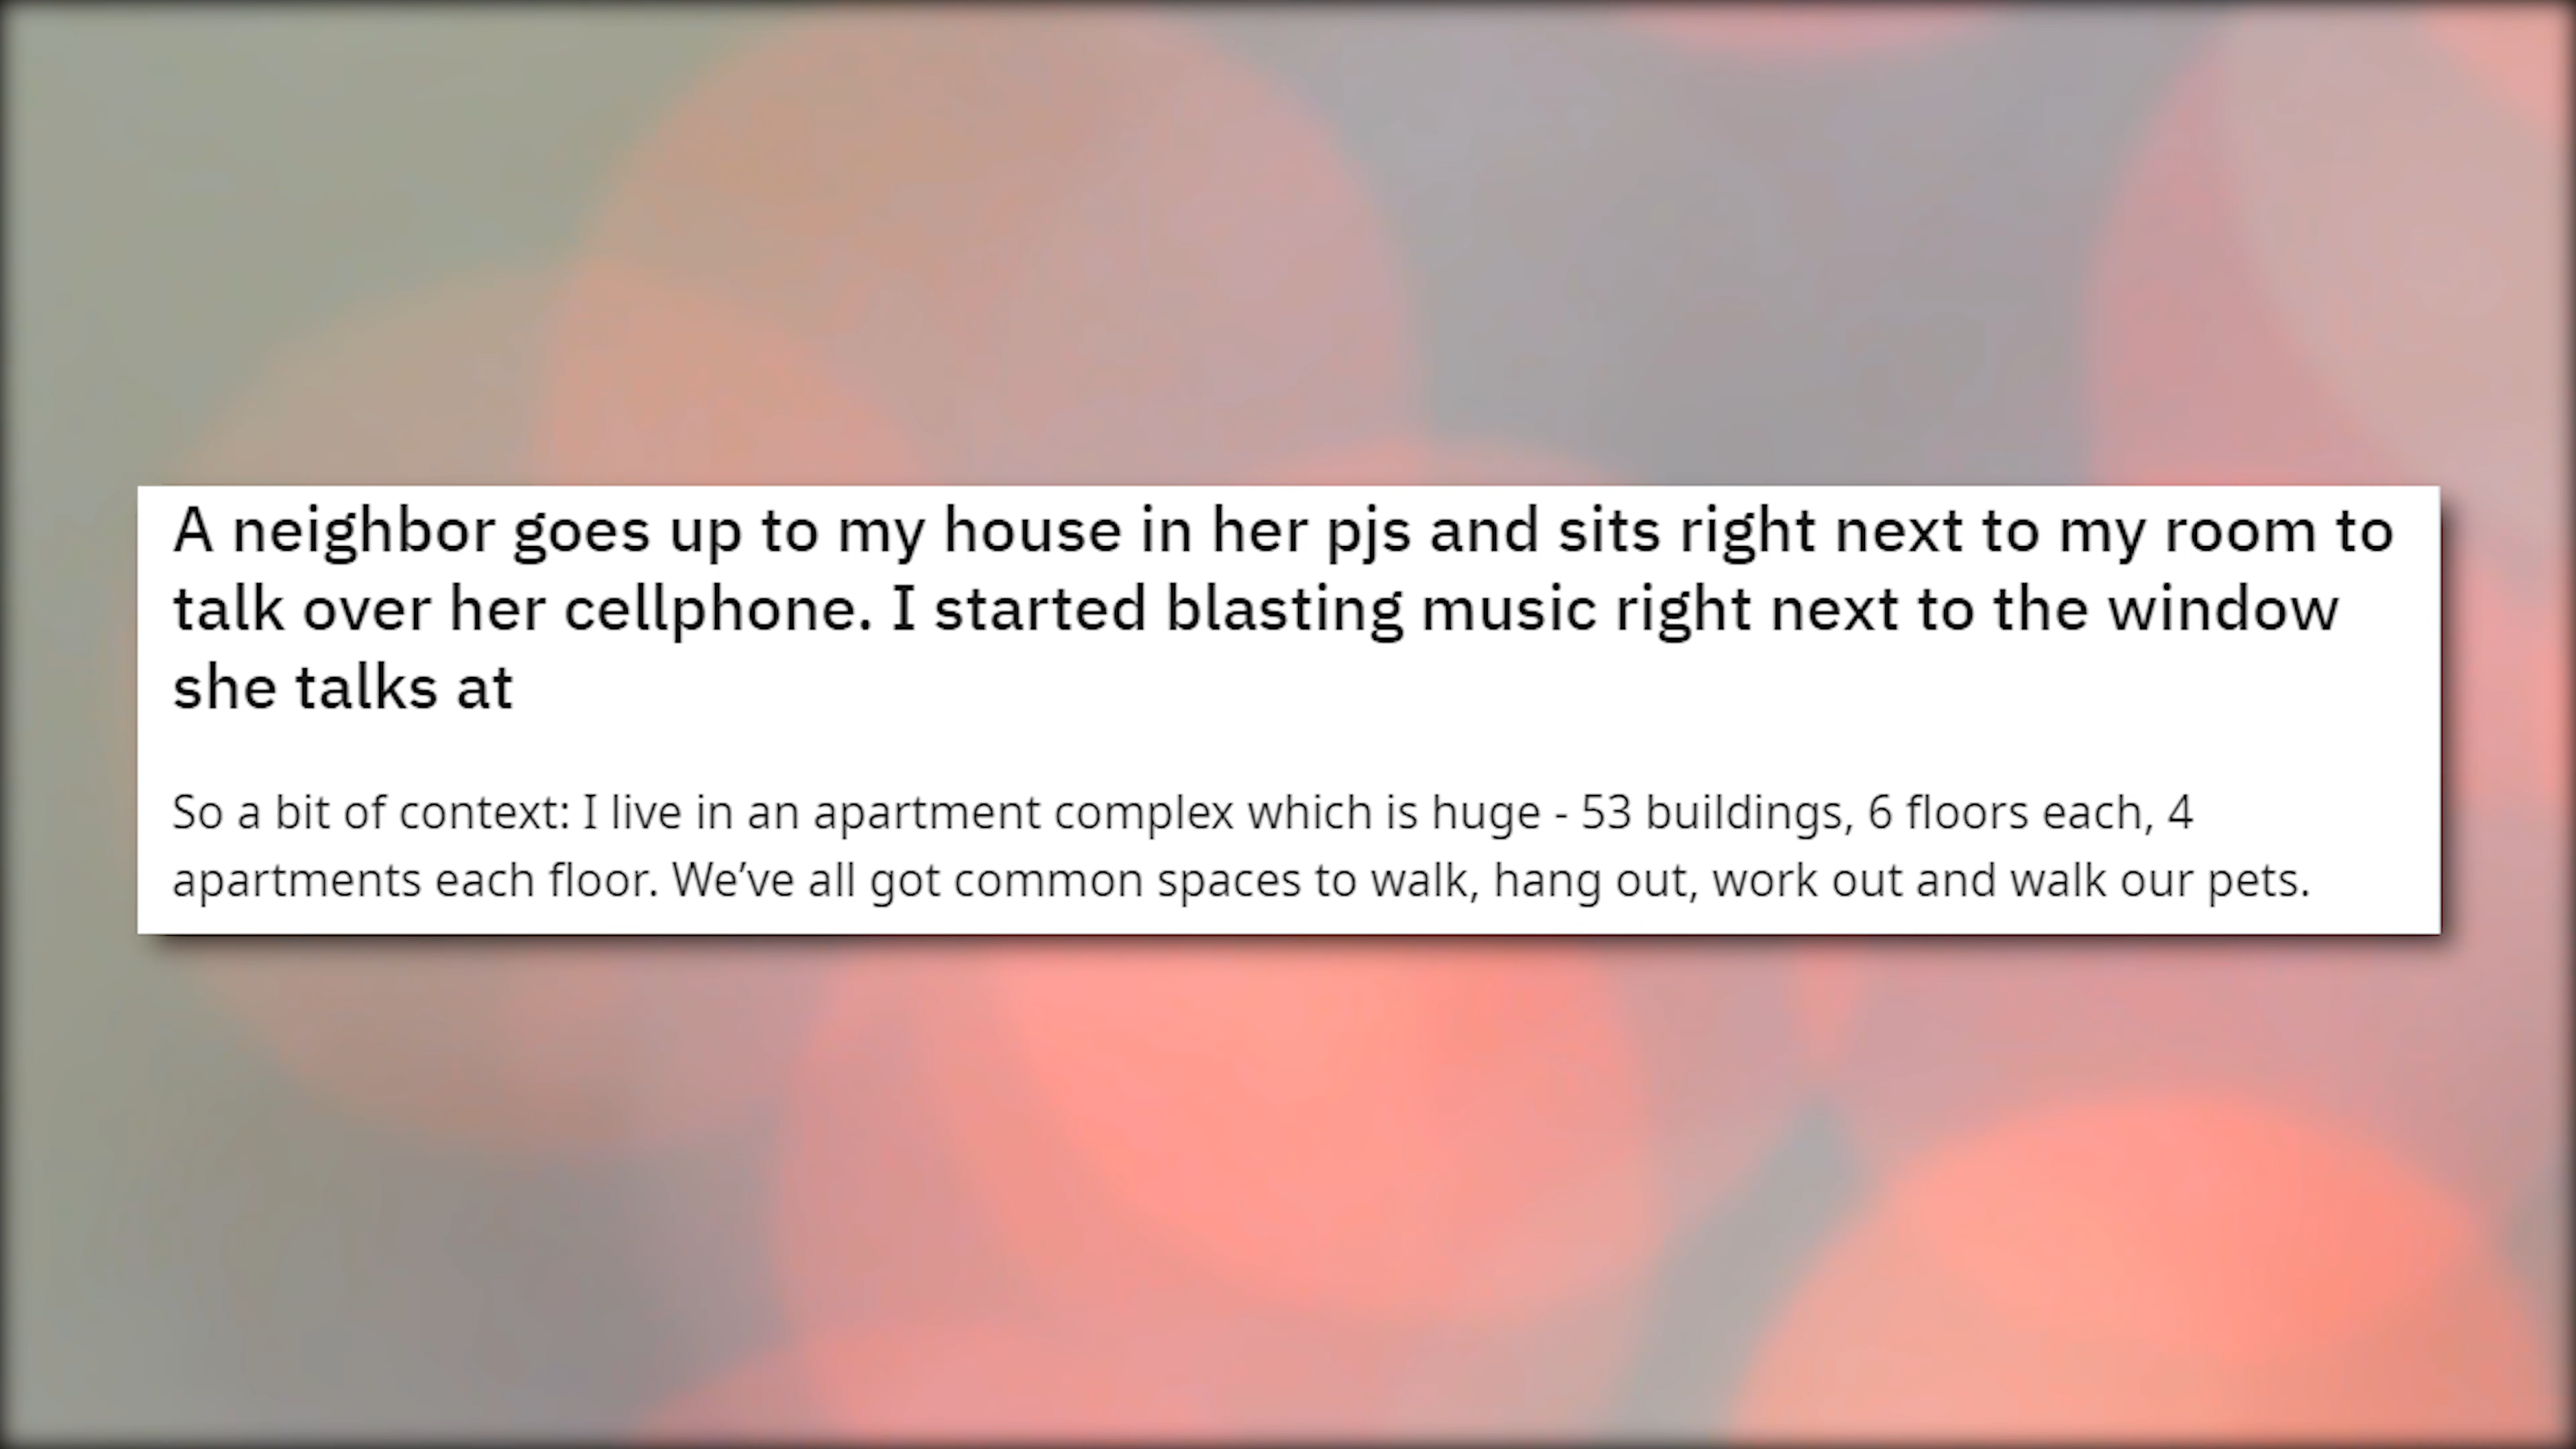 A neighbor goes up to my house in her pjs and sits right next to my room to
talk over her cellphone. I started blasting music right next to the window
she talks at
So a bit of context: I live in an apartment complex which is huge - 53 buildings, 6 floors each, 4
apartments each floor. We’ve all got common spaces to walk, hang out, work out and walk our pets.